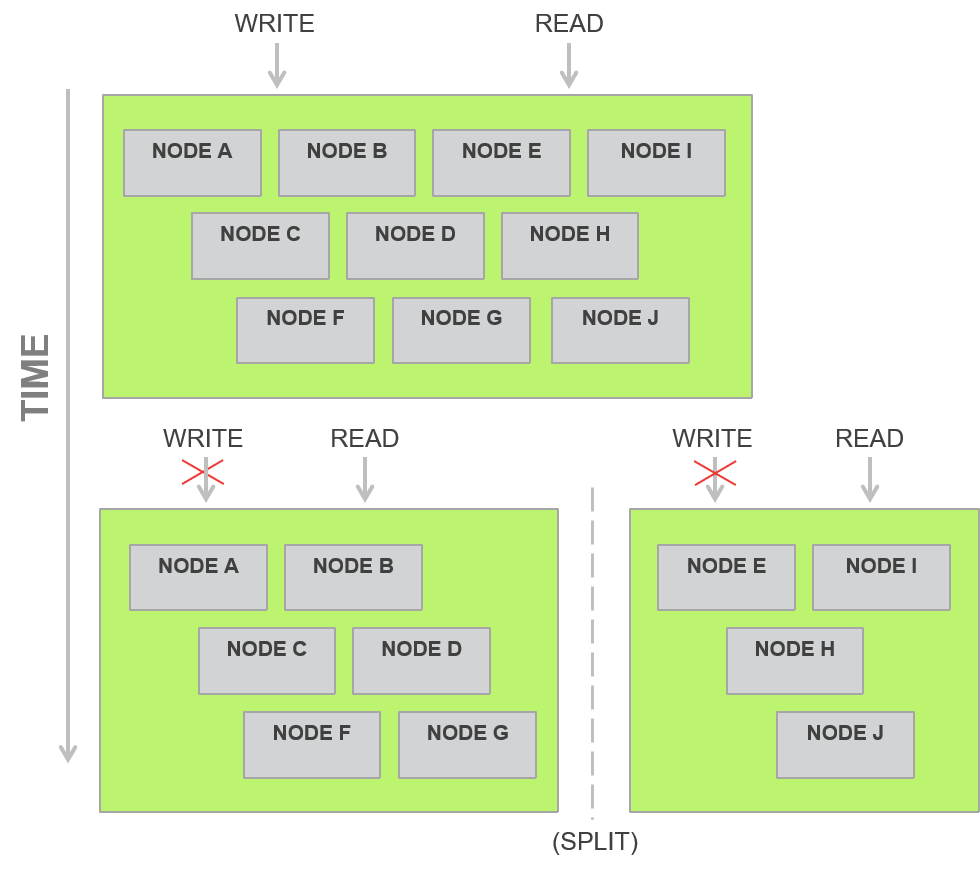 WRITE
READ
NODE A
NODE B
NODE E
NODE I
NODE C
NODE D
NODE H
NODE F
NODE G
NODE J
TIME
WRITE
READ
WRITE
READ
NODE A
NODE B
NODE C
NODE D
NODE F
NODE G
NODE E
NODE I
NODE H
NODE J
(SPLIT)